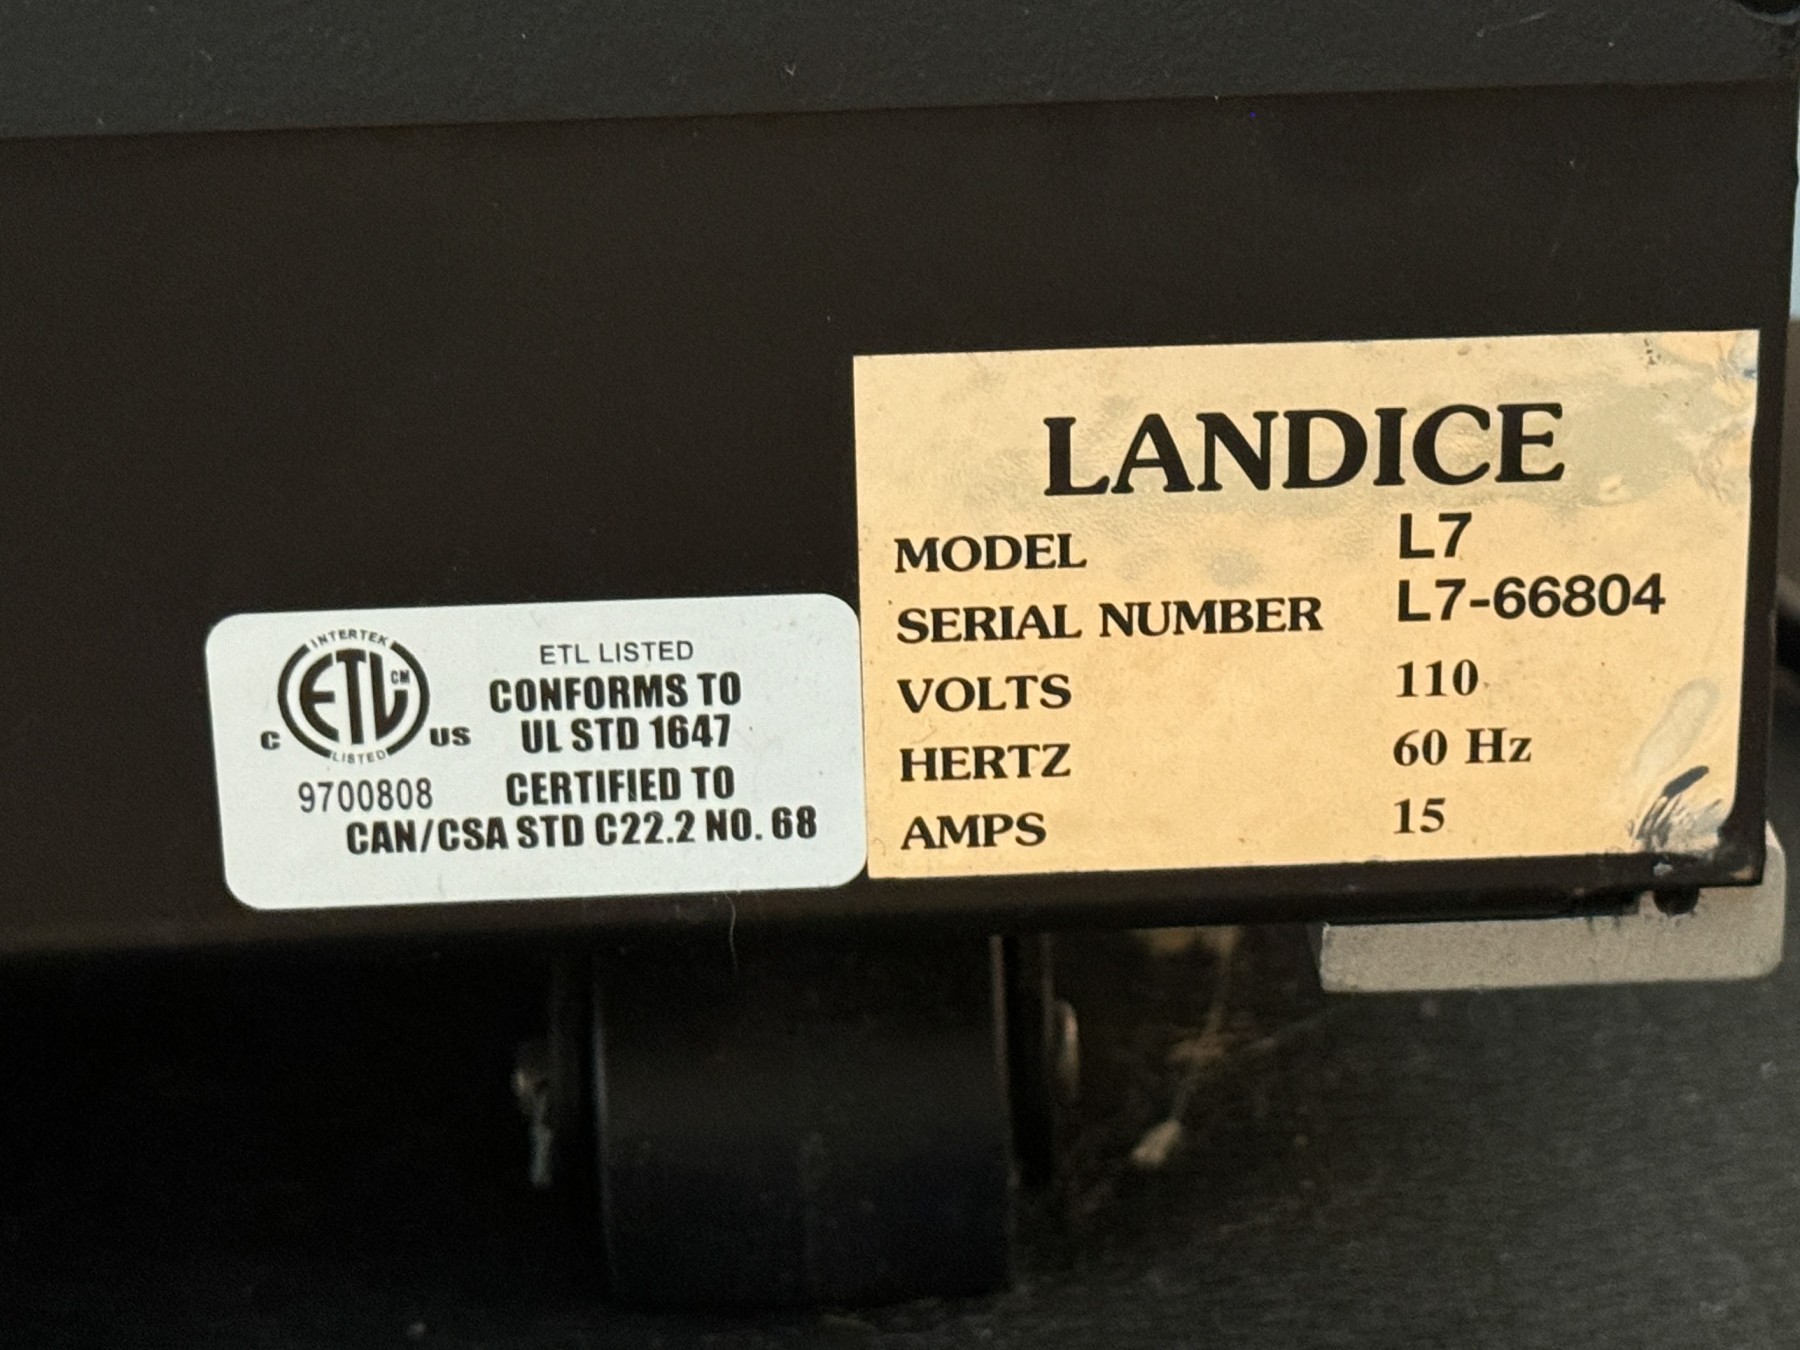 INTERTEK
ETL CM
C US
LISTED
9700808
ETL LISTED
CONFORMS TO
UL STD 1647
CERTIFIED TO
CAN/CSA STD C22.2 NO. 68
LANDICE
MODEL L7
SERIAL NUMBER L7-66804
VOLTS 110
HERTZ 60 Hz
AMPS 15